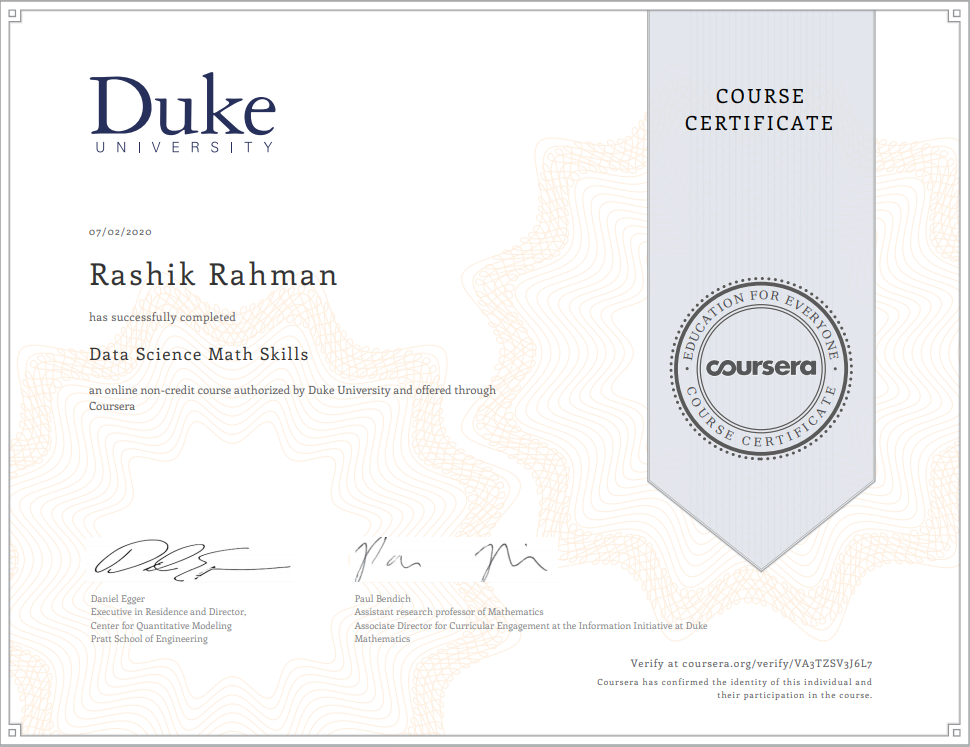 Duke
UNIVERSITY
COURSE
CERTIFICATE
07/02/2020
Rashik Rahman
has successfully completed
Data Science Math Skills
an online non-credit course authorized by Duke University and offered through
Coursera
EDUCATION FOR EVERYONE
coursera
COURSE CERTIFICATE
Daniel Egger
Executive in Residence and Director,
Center for Quantitative Modeling
Pratt School of Engineering
Paul Bendich
Assistant research professor of Mathematics
Associate Director for Curricular Engagement at the Information Initiative at Duke
Mathematics
Verify at coursera.org/verify/VA3TZSV3J6L7
Coursera has confirmed the identity of this individual and
their participation in the course.